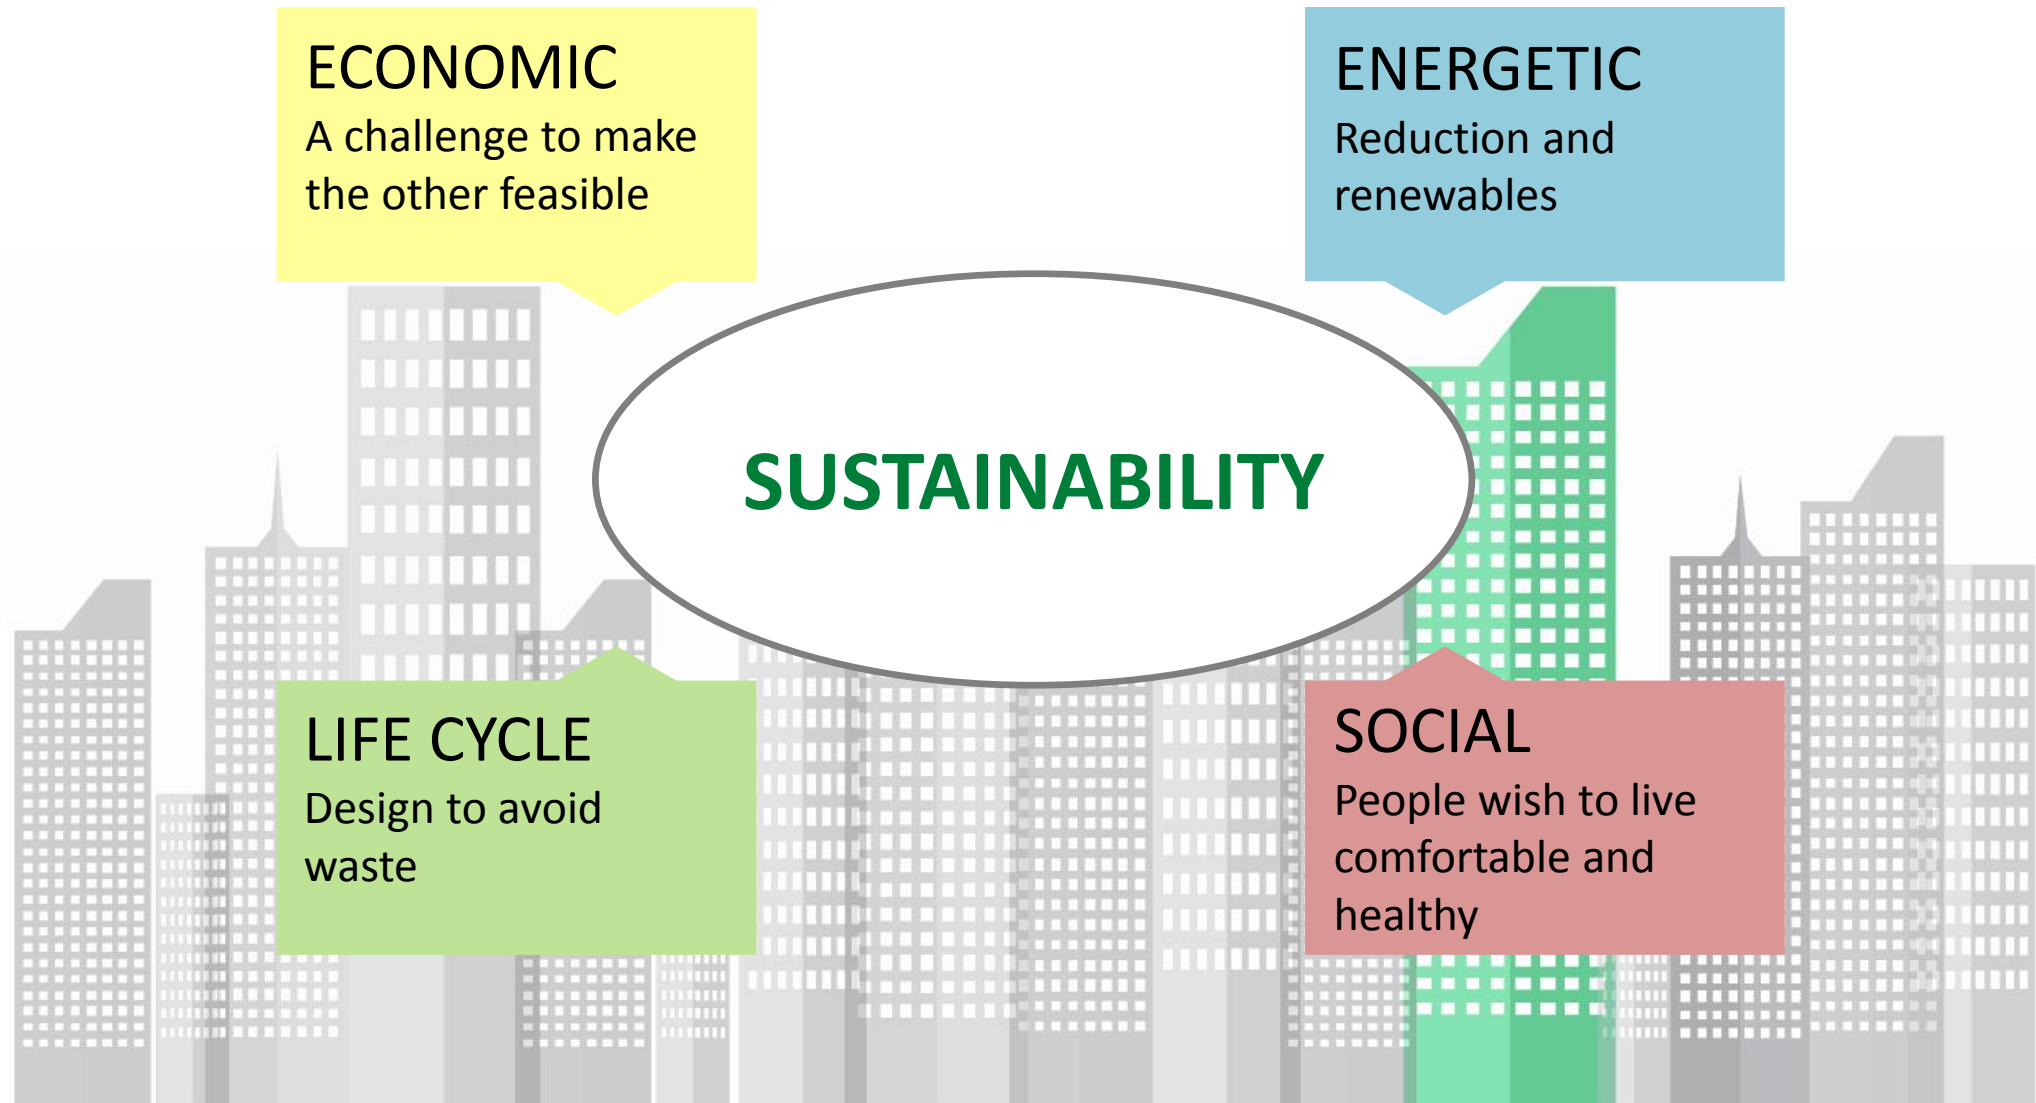 ECONOMIC
A challenge to make
the other feasible
ENERGETIC
Reduction and
renewables
SUSTAINABILITY
LIFE CYCLE
Design to avoid
waste
SOCIAL
People wish to live
comfortable and
healthy